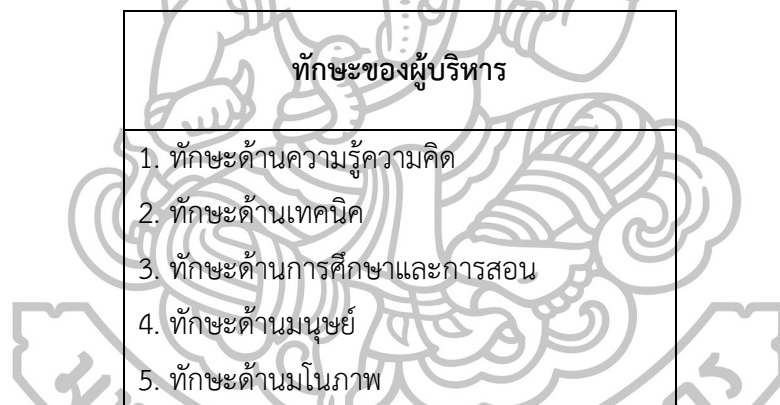 ทักษะของผู้บริหาร
1. ทักษะด้านความรู้ความคิด
2. ทักษะด้านเทคนิค
3. ทักษะด้านการศึกษาและการสอน
4. ทักษะด้านมนุษย์
5. ทักษะด้านมโนภาพ